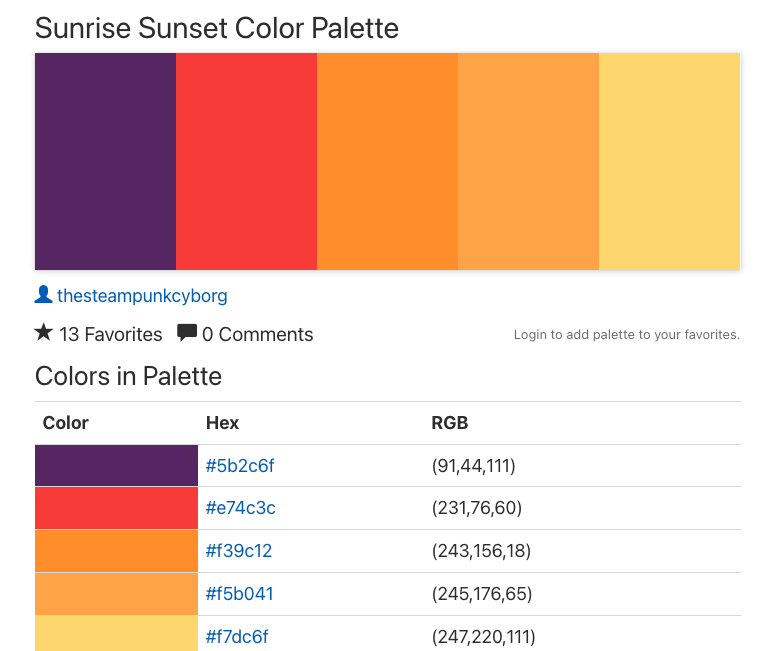 Sunrise Sunset Color Palette
thesteampunkcyborg
13 Favorites 0 Comments Login to add palette to your favorites.
Colors in Palette
Color Hex RGB
#5b2c6f (91,44,111)
#e74c3c (231,76,60)
#f39c12 (243,156,18)
#f5b041 (245,176,65)
#f7dc6f (247,220,111)